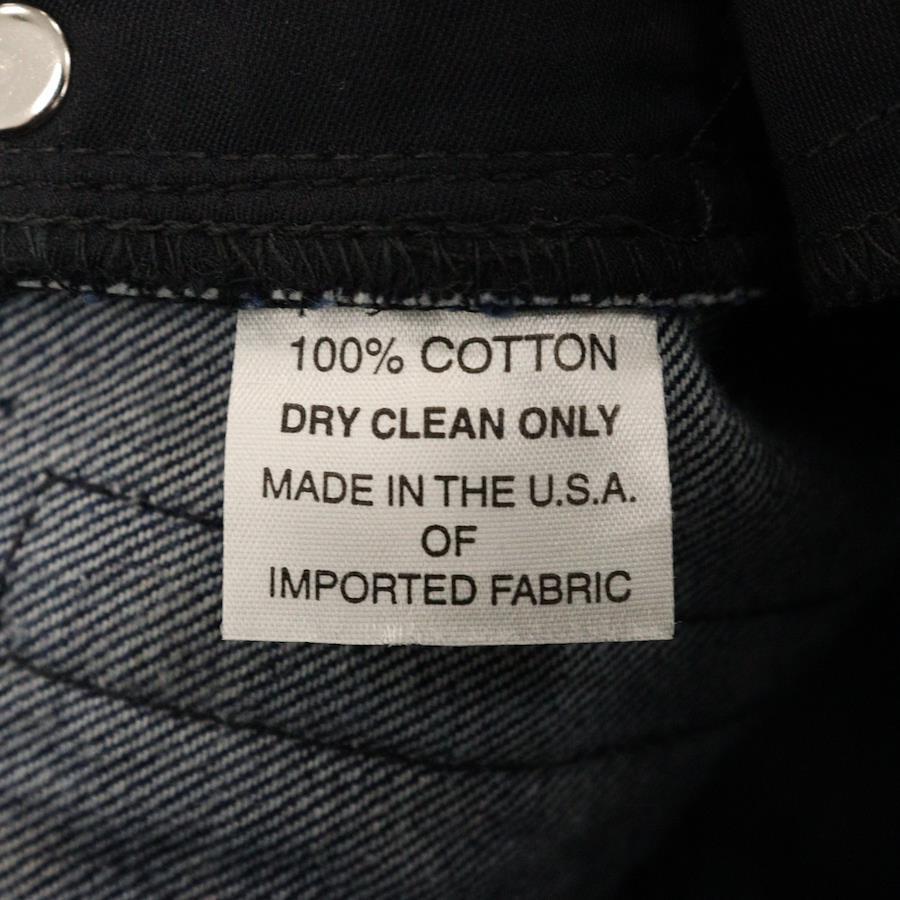 100% COTTON
DRY CLEAN ONLY
MADE IN THE U.S.A.
OF
IMPORTED FABRIC